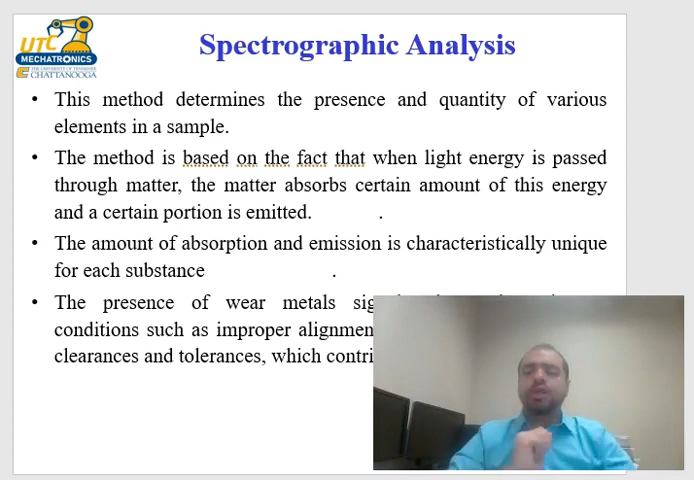 UTC
MECHATRONICS
THE UNIVERSITY OF TENNESSEE
CHATTANOOGA
Spectrographic Analysis
• This method determines the presence and quantity of various
elements in a sample.
• The method is based on the fact that when light energy is passed
through matter, the matter absorbs certain amount of this energy
and a certain portion is emitted. .
• The amount of absorption and emission is characteristically unique
for each substance .
• The presence of wear metals
conditions such as improper
clearances and tolerances, which